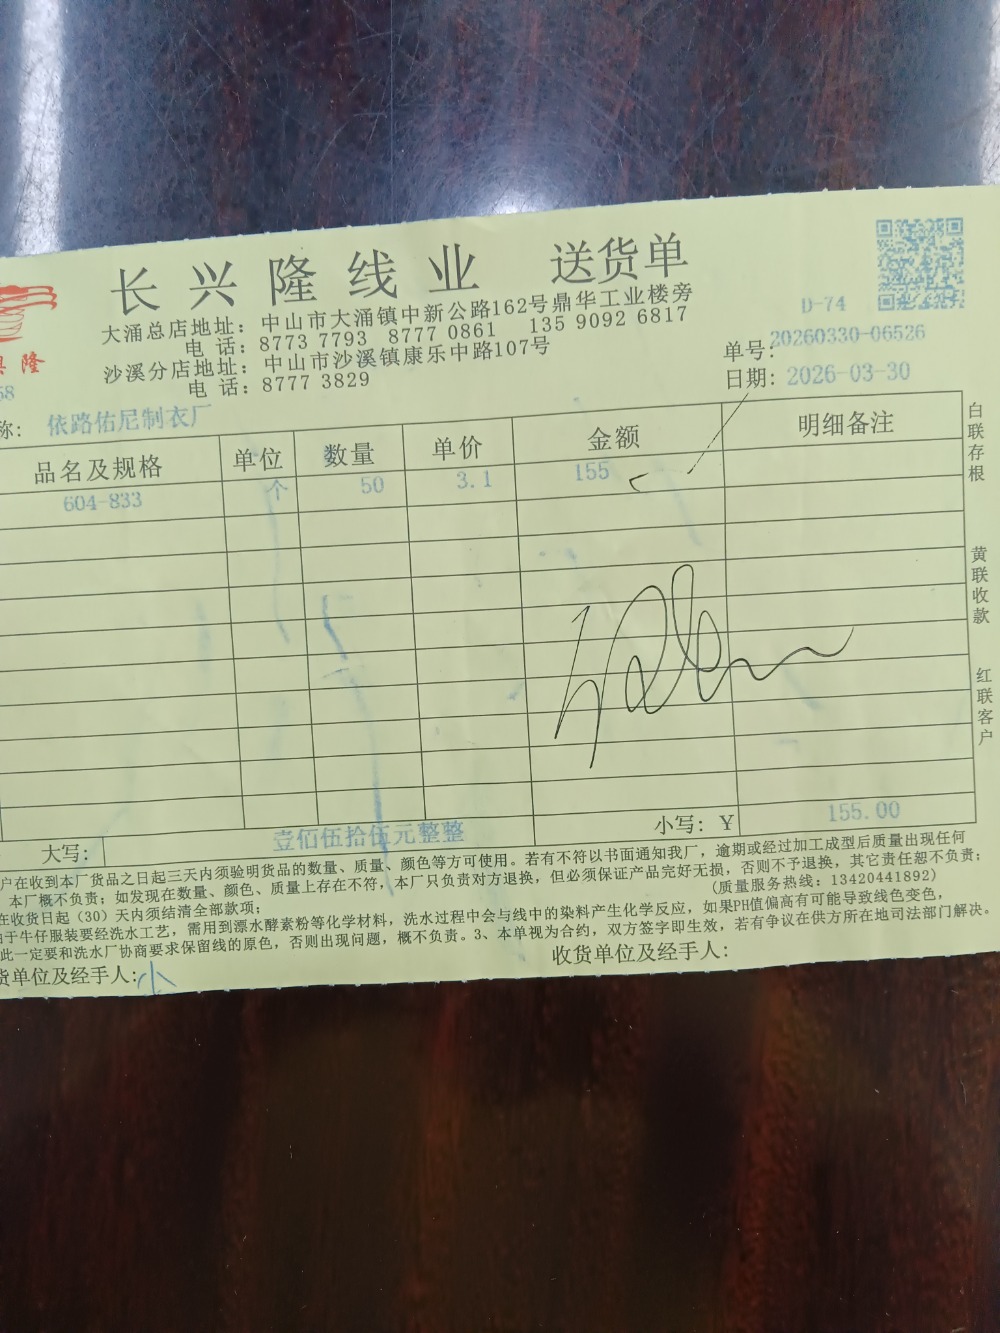 长兴隆线业 送货单
D-74
大涌总店地址：中山市大涌镇中新公路162号鼎华工业楼旁
电 话：8773 7793 8777 0861 135 9092 6817
沙溪分店地址：中山市沙溪镇康乐中路107号
电 话：8777 3829
单号：20260330-06526
日期：2026-03-30
隆
称：依路佑尼制衣厂
品名及规格 单位 数量 单价 金额 明细备注
604-833 个 50 3.1 155
白联存根
黄联收款
红联客户
大写：壹佰伍拾伍元整整 小写：￥ 155.00
户在收到本厂货品之日起三天内须验明货品的数量、质量、颜色等方可使用。若有不符以书面通知我厂，逾期或经过加工成型后质量出现任何
本厂概不负责；如发现在数量、颜色、质量上存在不符，本厂只负责对方退换，但必须保证产品完好无损，否则不予退换，其它责任恕不负责；
在收货日起（30）天内须结清全部款项； （质量服务热线：13420441892）
由于牛仔服装要经洗水工艺，需用到漂水酵素粉等化学材料，洗水过程中会与线中的染料产生化学反应，如果PH值偏高有可能导致线色变色，
此一定要和洗水厂协商要求保留线的原色，否则出现问题，概不负责。3、本单视为合约，双方签字即生效，若有争议在供方所在地司法部门解决。
货单位及经手人： 收货单位及经手人：